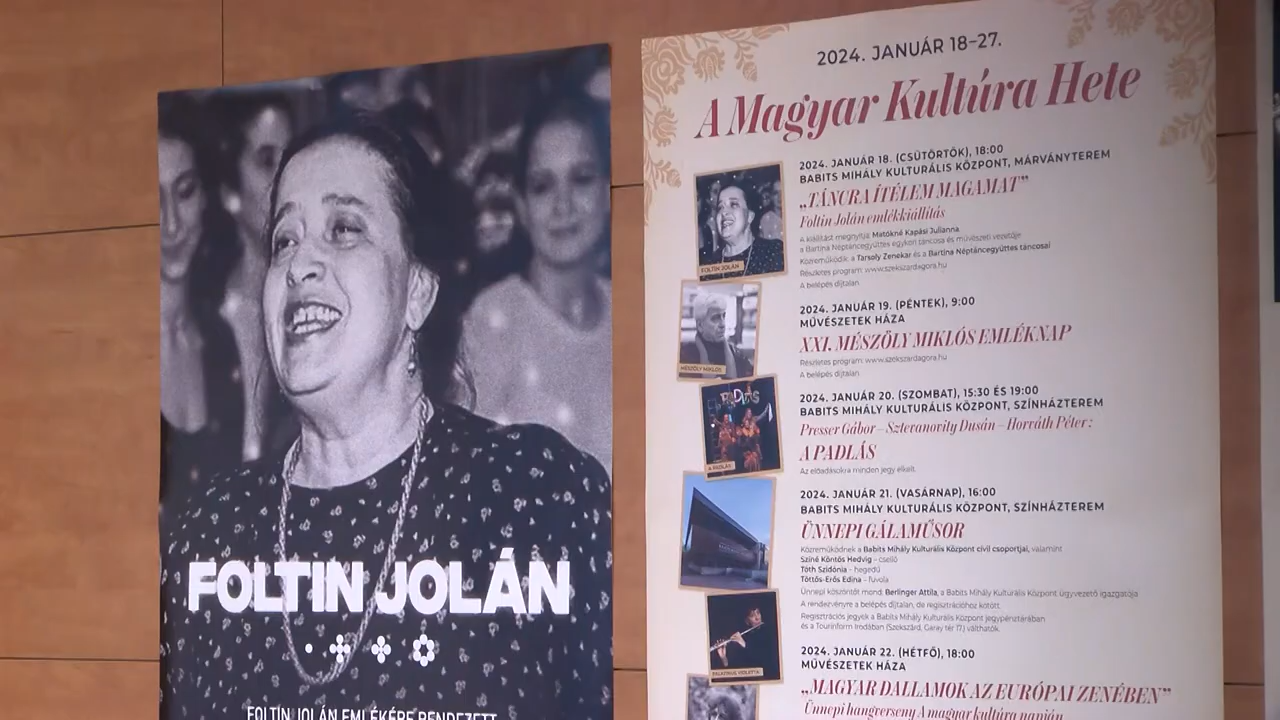 FOLTIN JOLÁN
FOLTIN JOLÁN EMLÉKÉRE RENDEZETT
2024. JANUÁR 18-27.
A Magyar Kultúra Hete
2024. JANUÁR 18. (CSÜTÖRTÖK), 18:00
BABITS MIHÁLY KULTURÁLIS KÖZPONT, MÁRVÁNYTEREM
„TÁNCRA ÍTÉLEM MAGAMAT”
Foltin Jolán emlékkiállítás
A kiállítást megnyitja: Matókné Kapási Julianna,
a Bartina Néptáncegyüttes egykori táncosa és művészeti vezetője
Közreműködik: a Tarsoly Zenekar és a Bartina Néptáncegyüttes táncosai
Részletes program: www.szekszardagora.hu
A belépés díjtalan.
FOLTIN JOLÁN
2024. JANUÁR 19. (PÉNTEK), 9:00
MŰVÉSZETEK HÁZA
XXI. MÉSZÖLY MIKLÓS EMLÉKNAP
Részletes program: www.szekszardagora.hu
A belépés díjtalan.
MÉSZÖLY MIKLÓS
2024. JANUÁR 20. (SZOMBAT), 15:30 ÉS 19:00
BABITS MIHÁLY KULTURÁLIS KÖZPONT, SZÍNHÁZTEREM
Presser Gábor – Sztevanovity Dusán – Horváth Péter:
A PADLÁS
Az előadásokra minden jegy elkelt.
A PADLÁS
2024. JANUÁR 21. (VASÁRNAP), 16:00
BABITS MIHÁLY KULTURÁLIS KÖZPONT, SZÍNHÁZTEREM
ÜNNEPI GÁLAMŰSOR
Közreműködnek a Babits Mihály Kulturális Központ civil csoportjai, valamint
Színé Köntös Hedvig – cselló
Tóth Szidónia – hegedű
Töttős-Erős Edina – fuvola
Ünnepi köszöntőt mond: Berlinger Attila, a Babits Mihály Kulturális Központ ügyvezető igazgatója
A rendezvényre a belépés díjtalan, de regisztrációhoz kötött.
Regisztrációs jegyek a Babits Mihály Kulturális Központ jegypénztárában
és a Tourinform Irodában (Szekszárd, Garay tér 17.) válthatók.
2024. JANUÁR 22. (HÉTFŐ), 18:00
MŰVÉSZETEK HÁZA
„MAGYAR DALLAMOK AZ EURÓPAI ZENÉBEN”
Ünnepi hangverseny A magyar kultúra napján